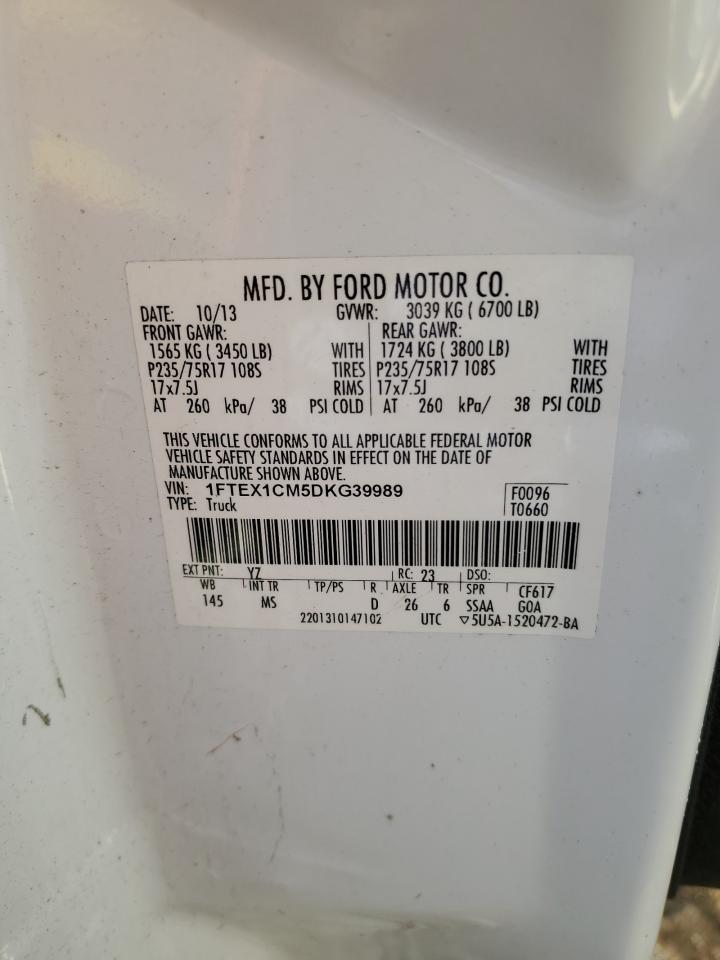 MFD. BY FORD MOTOR CO.
DATE: 10/13 GVWR: 3039 KG ( 6700 LB)
FRONT GAWR: REAR GAWR:
1565 KG ( 3450 LB) WITH 1724 KG ( 3800 LB) WITH
P235/75R17 108S TIRES P235/75R17 108S TIRES
17x7.5J RIMS 17x7.5J RIMS
AT 260 kPa/ 38 PSI COLD AT 260 kPa/ 38 PSI COLD
THIS VEHICLE CONFORMS TO ALL APPLICABLE FEDERAL MOTOR
VEHICLE SAFETY STANDARDS IN EFFECT ON THE DATE OF
MANUFACTURE SHOWN ABOVE.
VIN: 1FTEX1CM5DKG39989 F0096
TYPE: Truck T0660
EXT PNT: YZ RC: 23 DSO:
WB INT TR TP/PS R AXLE TR SPR CF617
145 MS D 26 6 SSAA GOA
2201310147102 UTC ▽5U5A-1520472-BA